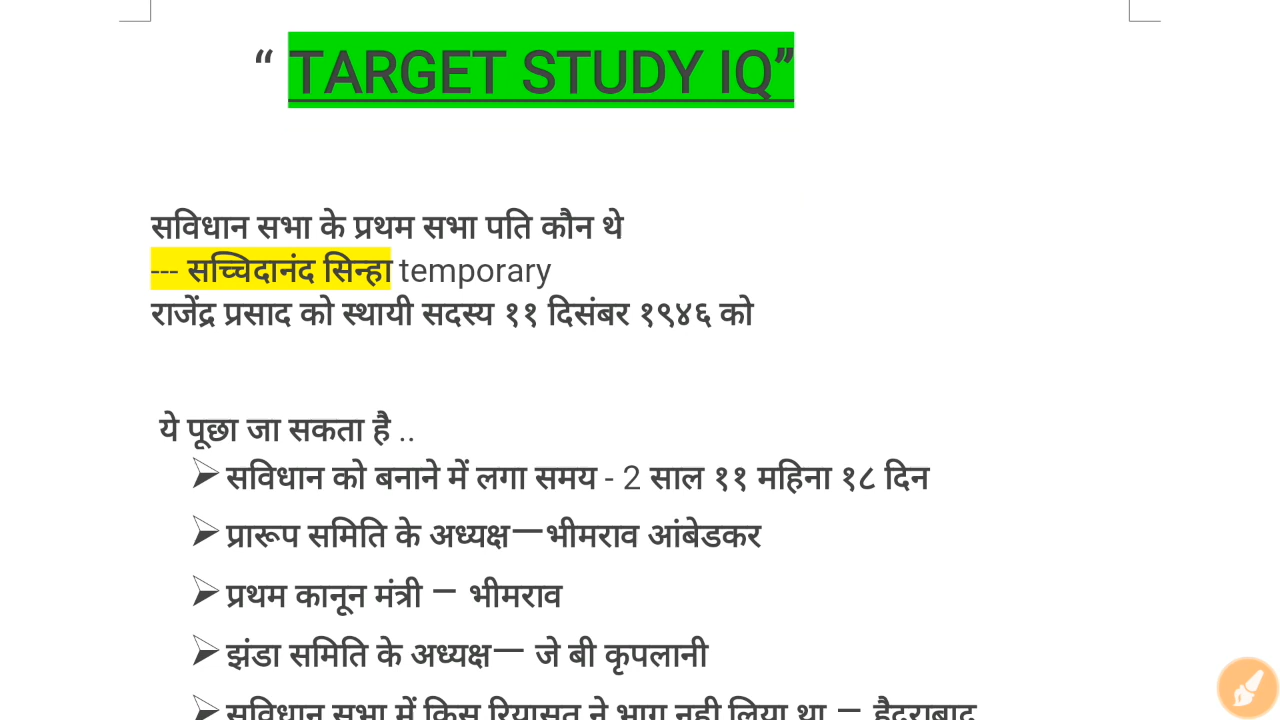 “ TARGET STUDY IQ”
सविधान सभा के प्रथम सभा पति कौन थे
--- सच्चिदानंद सिन्हा temporary
राजेंद्र प्रसाद को स्थायी सदस्य ११ दिसंबर १९४६ को
ये पूछा जा सकता है ..
➢ सविधान को बनाने में लगा समय - 2 साल ११ महिना १८ दिन
➢ प्रारूप समिति के अध्यक्ष—भीमराव आंबेडकर
➢ प्रथम कानून मंत्री – भीमराव
➢ झंडा समिति के अध्यक्ष— जे बी कृपलानी
➢ सविधान सभा में किस रियासत ने भाग नही लिया था – हैदराबाद